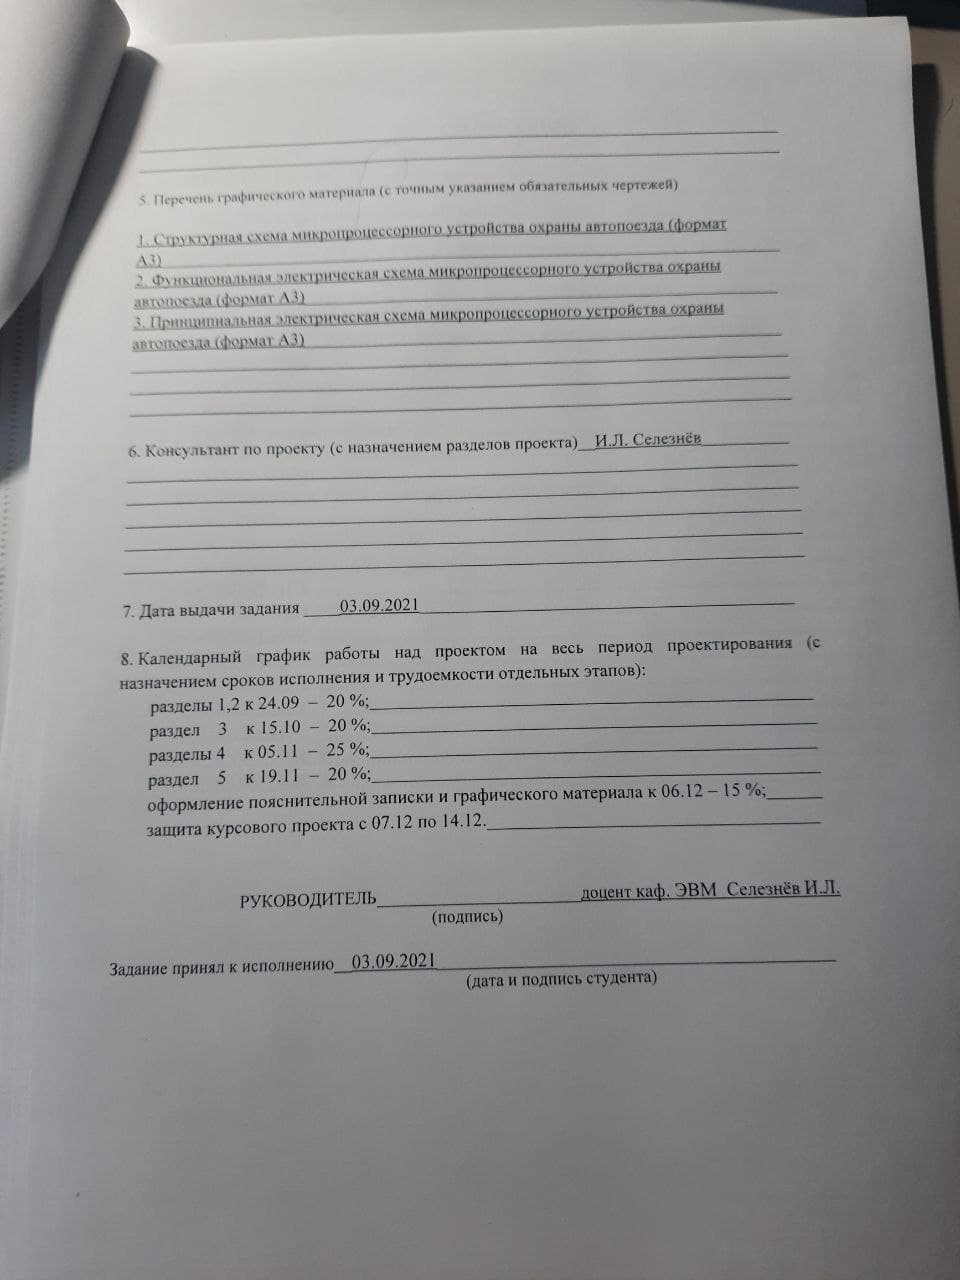 5. Перечень графического материала (с точным указанием обязательных чертежей)
1. Структурная схема микропроцессорного устройства охраны автопоезда (формат
А3)
2. Функциональная электрическая схема микропроцессорного устройства охраны
автопоезда (формат А3)
3. Принципиальная электрическая схема микропроцессорного устройства охраны
автопоезда (формат А3)
6. Консультант по проекту (с назначением разделов проекта)__И.Л. Селезнёв
7. Дата выдачи задания ____03.09.2021
8. Календарный график работы над проектом на весь период проектирования (с
назначением сроков исполнения и трудоемкости отдельных этапов):
разделы 1,2 к 24.09 – 20 %;
раздел 3 к 15.10 – 20 %;
разделы 4 к 05.11 – 25 %;
раздел 5 к 19.11 – 20 %;
оформление пояснительной записки и графического материала к 06.12 – 15 %;
защита курсового проекта с 07.12 по 14.12.
РУКОВОДИТЕЛЬ____________________доцент каф. ЭВМ Селезнёв И.Л.
(подпись)
Задание принял к исполнению__03.09.2021
(дата и подпись студента)